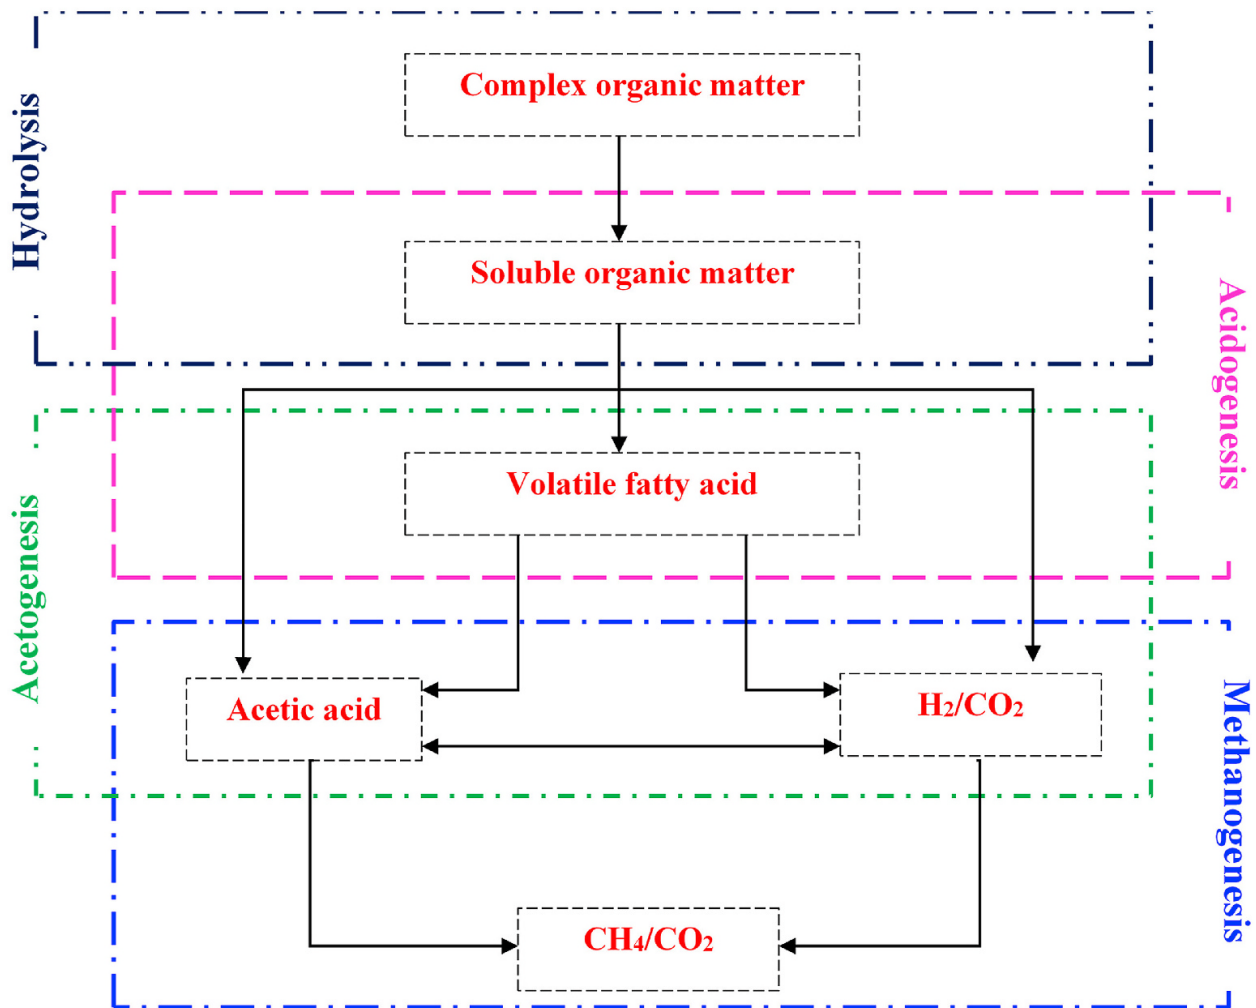 Complex organic matter
Hydrolysis
Soluble organic matter
Acidogenesis
Volatile fatty acid
Acetogenesis
Acetic acid
H₂/CO₂
Methanogenesis
CH₄/CO₂